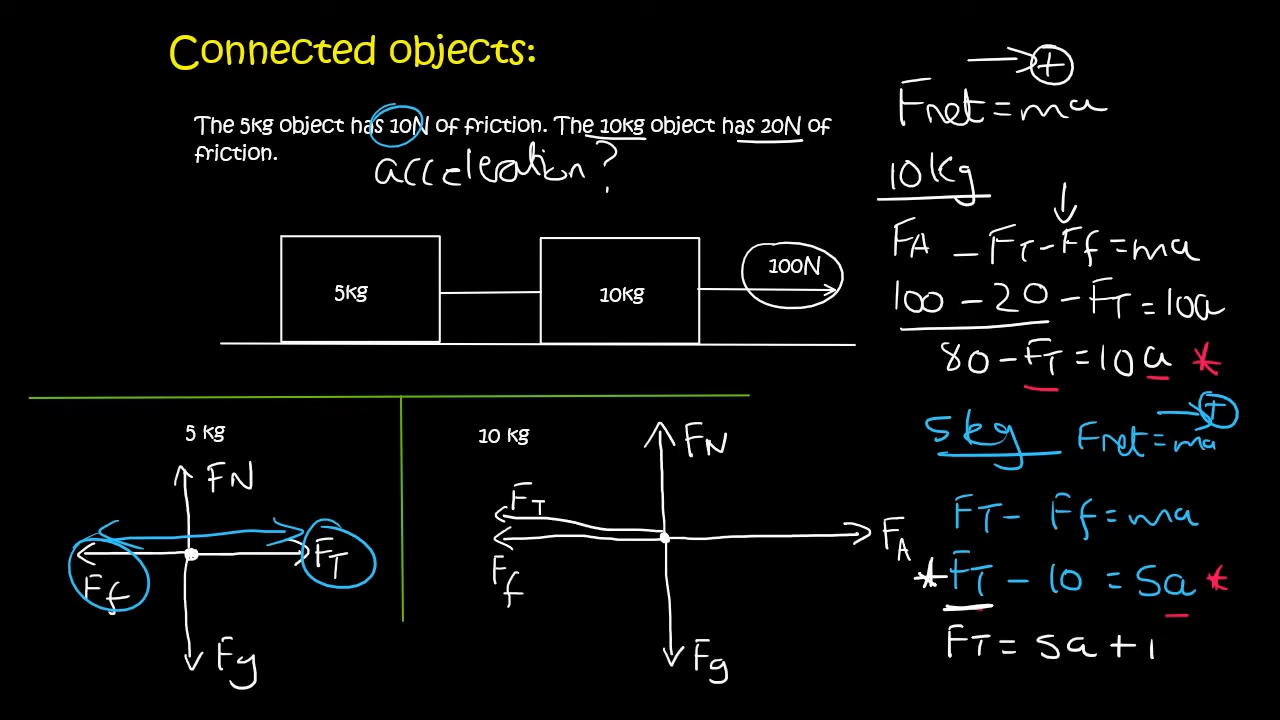 Connected objects:
The 5kg object has 10N of friction. The 10kg object has 20N of
friction.
acceleration?
5kg
10kg
100N
5 kg
FN
Ff
FT
Fg
10 kg
FN
FT
Ff
FA
Fg
+
Fnet = ma
10kg
FA - FT - Ff = ma
100 - 20 - FT = 10a
80 - FT = 10a *
5kg Fnet = ma +
FT - Ff = ma
* FT - 10 = 5a *
FT = 5a + 1